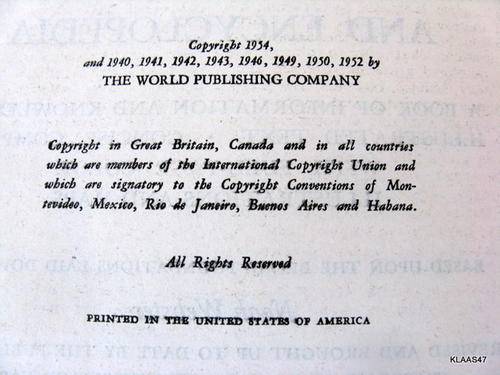 Copyright 1954,
and 1940, 1941, 1942, 1943, 1946, 1949, 1950, 1952 by
THE WORLD PUBLISHING COMPANY
Copyright in Great Britain, Canada and in all countries
which are members of the International Copyright Union and
which are signatory to the Copyright Conventions of Mon-
tevideo, Mexico, Rio de Janeiro, Buenos Aires and Habana.
All Rights Reserved
PRINTED IN THE UNITED STATES OF AMERICA
KLAAS47